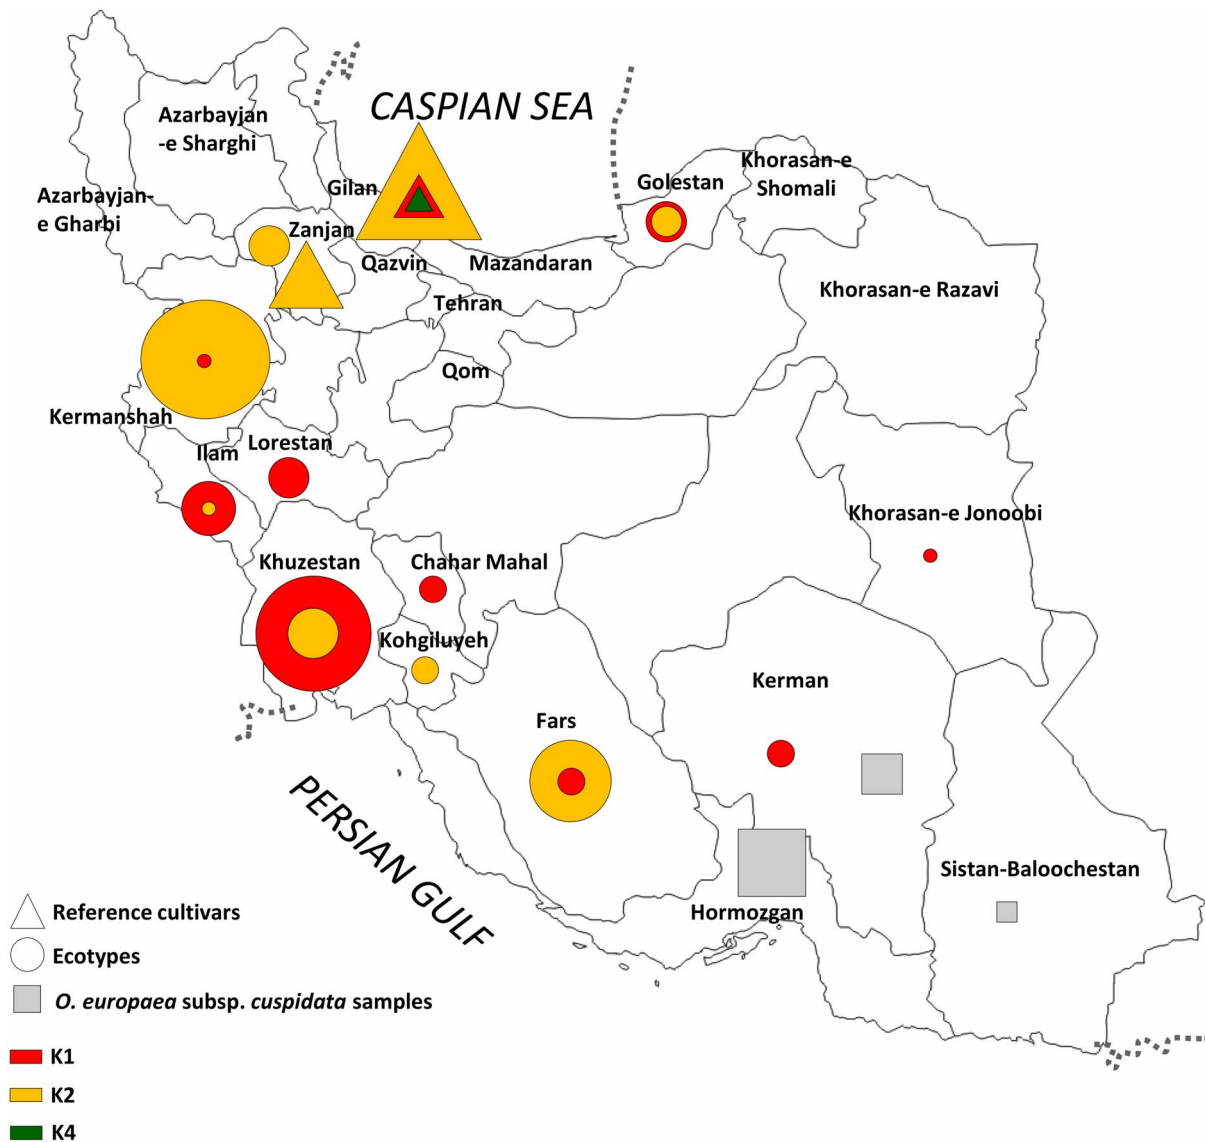 CASPIAN SEA
Azarbayjan
-e Sharghi
Khorasan-e
Shomali
Golestan
Gilan
Azarbayjan-
e Gharbi
Zanjan
Qazvin
Mazandaran
Khorasan-e Razavi
Tehran
Qom
Kermanshah
Lorestan
Ilam
Khorasan-e Jonoobi
Khuzestan
Chahar Mahal
Kohgiluyeh
Kerman
Fars
PERSIAN GULF
Sistan-Baloochestan
Hormozgan
Reference cultivars
Ecotypes
O. europaea subsp. cuspidata samples
K1
K2
K4